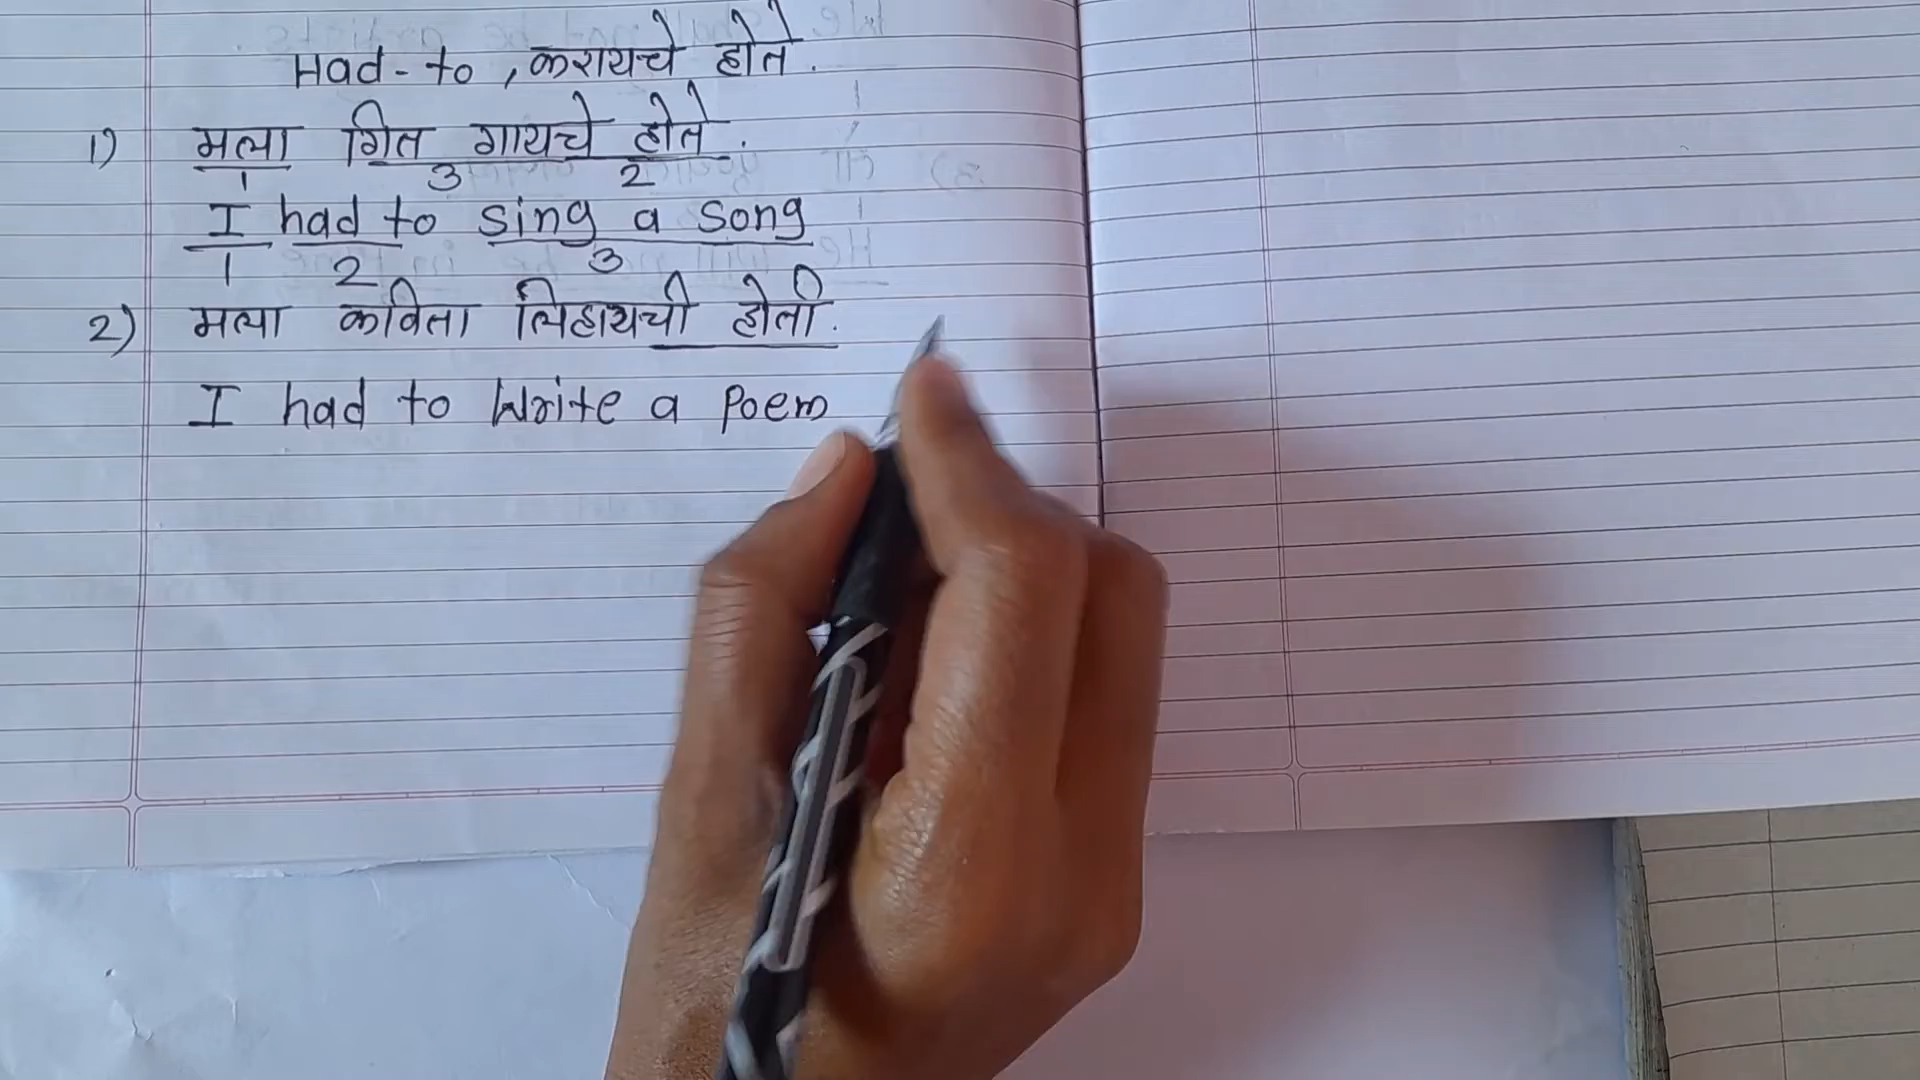 Had - to , करायचे होते.
1) मला गित गायचे होते.
1 3 2
I had to sing a song
1 2 3
2) मला कविता लिहायची होती.
I had to Write a Poem